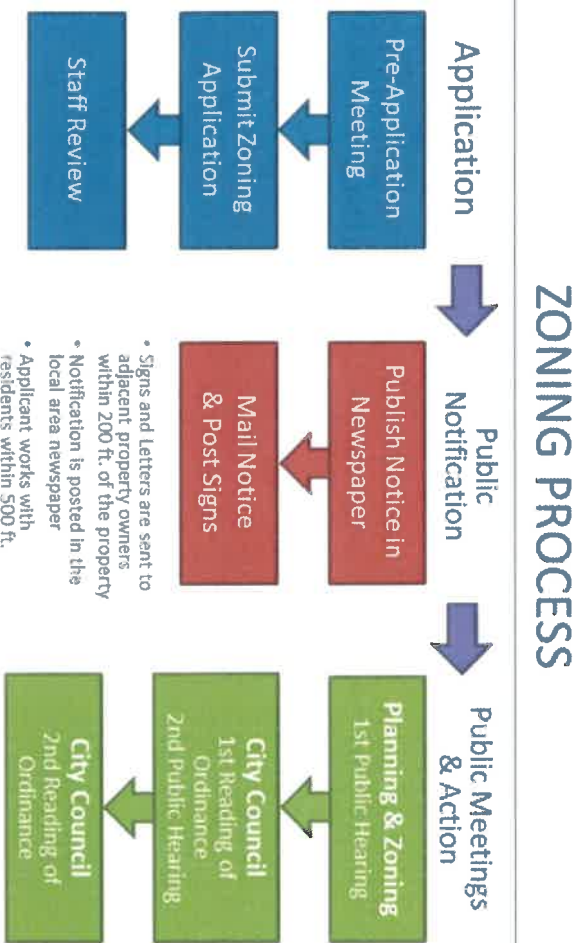 ZONING PROCESS
Application
Pre-Application
Meeting
Submit Zoning
Application
Staff Review
Public
Notification
Publish Notice in
Newspaper
Mail Notice
& Post Signs
• Signs and Letters are sent to
adjacent property owners
within 200 ft. of the property
• Notification is posted in the
local area newspaper
• Applicant works with
residents within 500 ft.
Public Meetings
& Action
Planning & Zoning
1st Public Hearing
City Council
1st Reading of
Ordinance
2nd Public Hearing
City Council
2nd Reading of
Ordinance